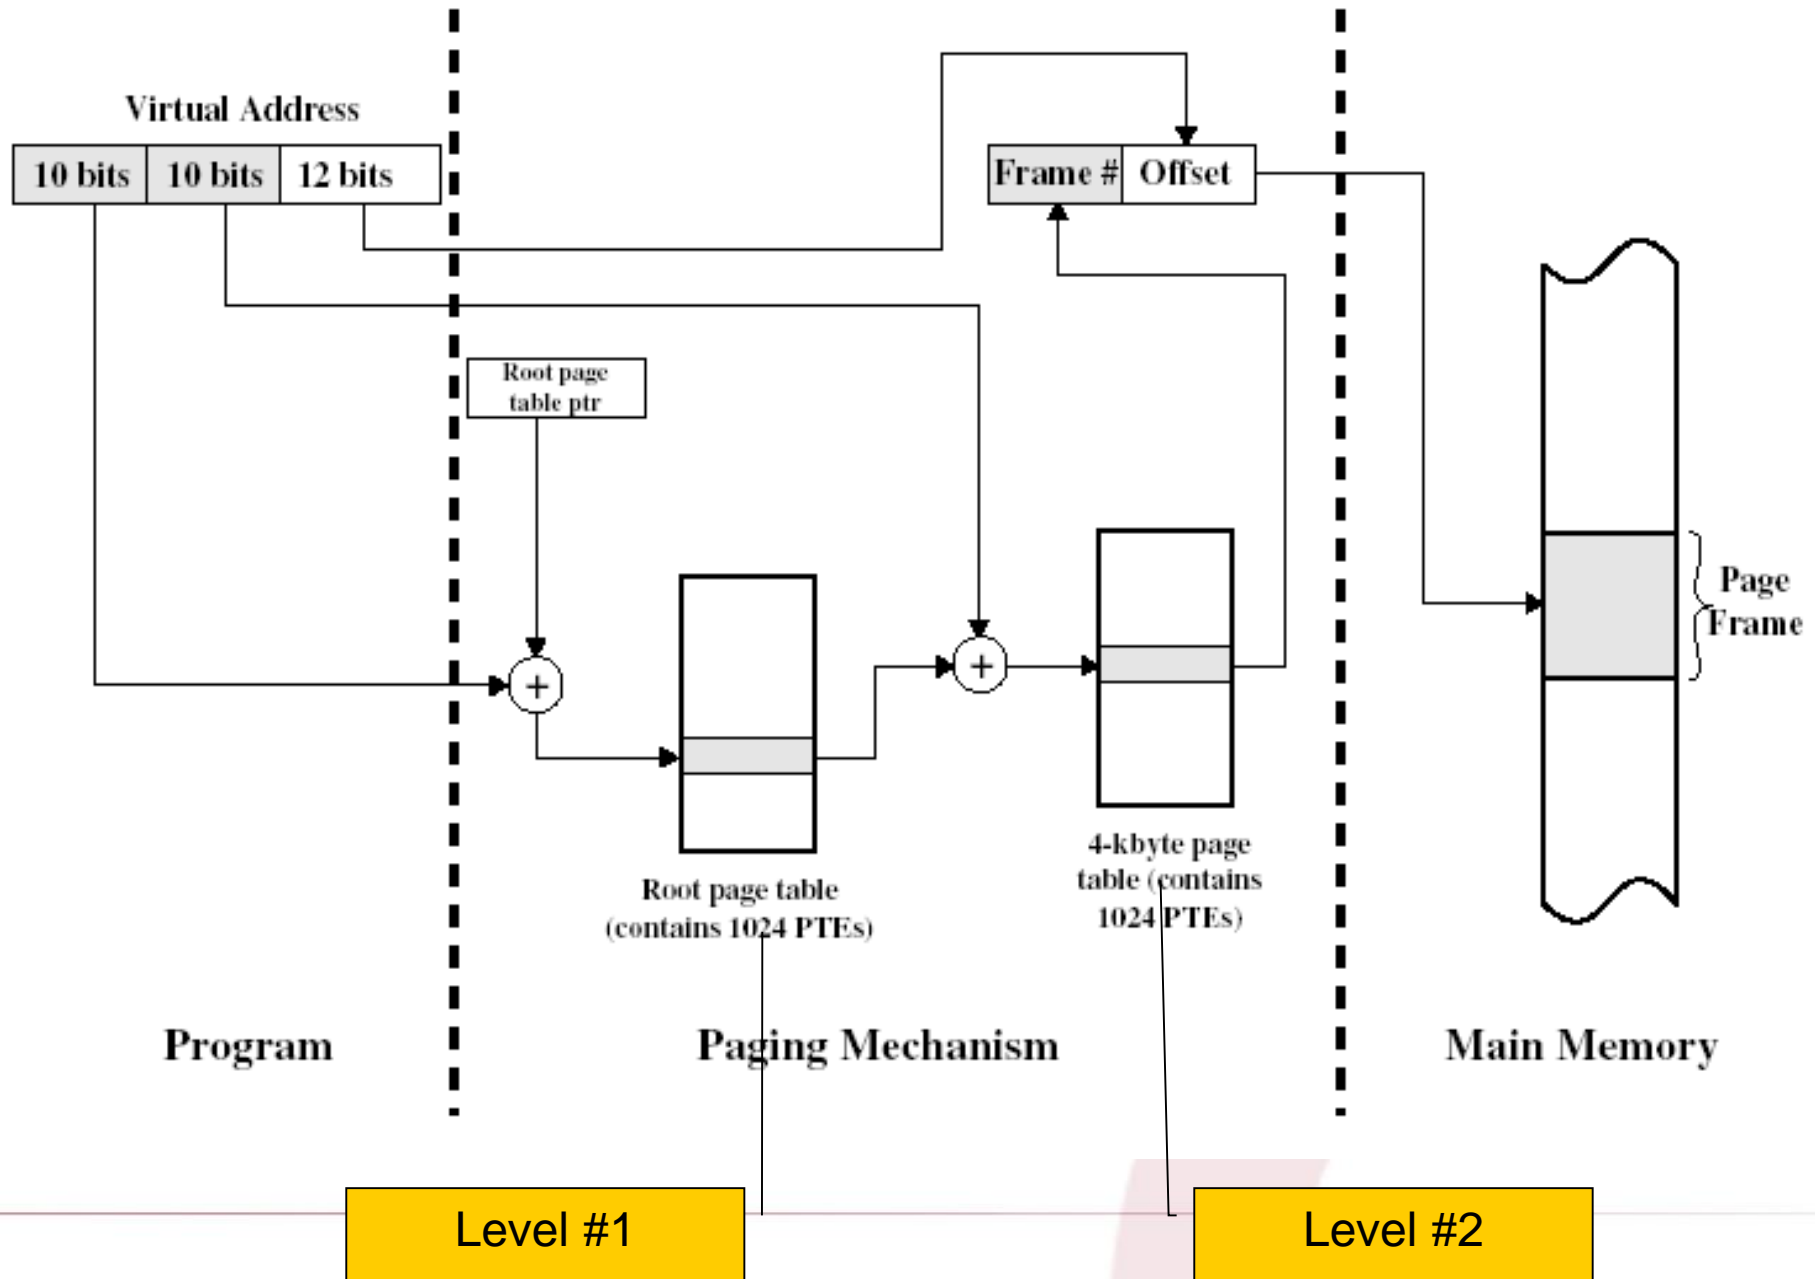 Virtual Address
10 bits 10 bits 12 bits
Frame # Offset
Root page
table ptr
+
+
Page
Frame
4-kbyte page
table (contains
1024 PTEs)
Root page table
(contains 1024 PTEs)
Program
Paging Mechanism
Main Memory
Level #1
Level #2